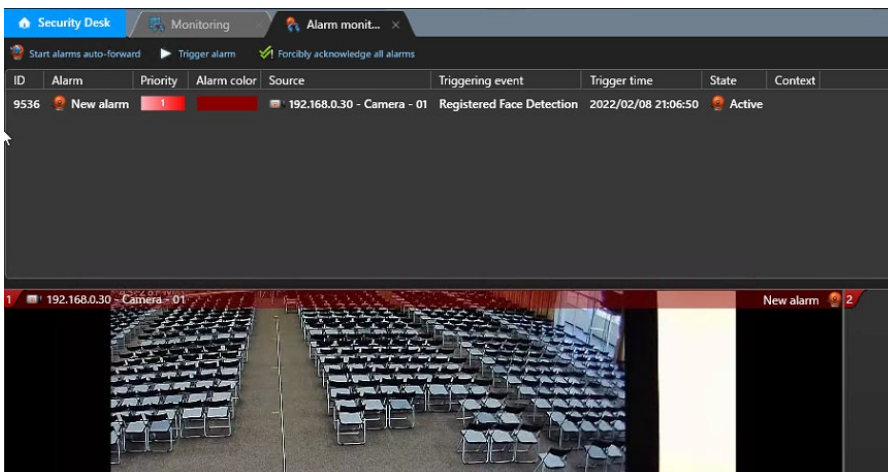 Security Desk Monitoring Alarm monit...
Start alarms auto-forward Trigger alarm Forcibly acknowledge all alarms
ID Alarm Priority Alarm color Source Triggering event Trigger time State Context
9536 New alarm 1 192.168.0.30 - Camera - 01 Registered Face Detection 2022/02/08 21:06:50 Active
1 192.168.0.30 - Camera - 01 New alarm 2